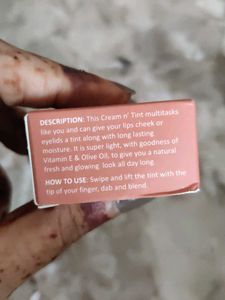 DESCRIPTION: This Cream n' Tint multitasks
like you and can give your lips cheek or
eyelids a tint along with long lasting
moisture. It is super light, with goodness of
Vitamin E & Olive Oil, to give you a natural
fresh and glowing look all day long.
HOW TO USE: Swipe and lift the tint with the
tip of your finger, dab and blend.